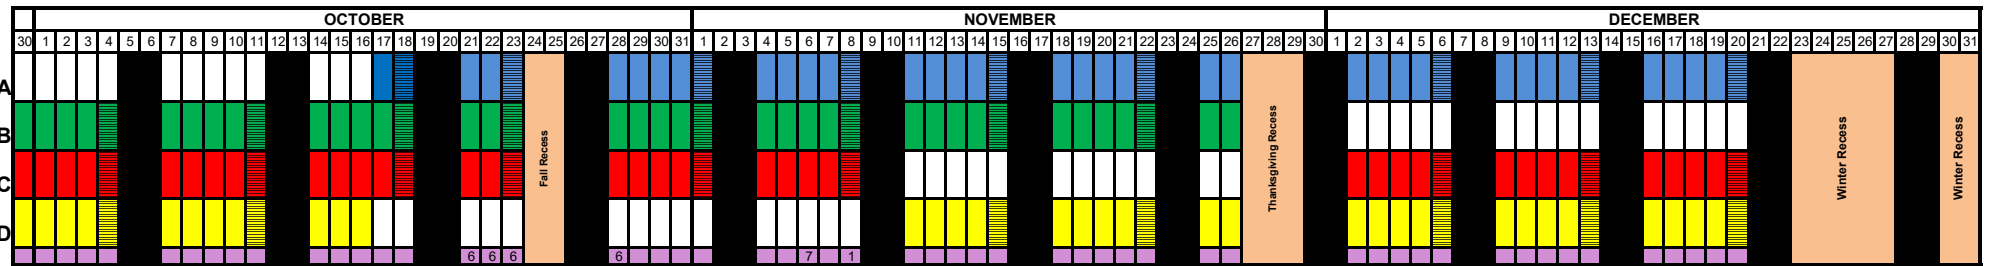 OCTOBER NOVEMBER DECEMBER
30 1 2 3 4 5 6 7 8 9 10 11 12 13 14 15 16 17 18 19 20 21 22 23 24 25 26 27 28 29 30 31 1 2 3 4 5 6 7 8 9 10 11 12 13 14 15 16 17 18 19 20 21 22 23 24 25 26 27 28 29 30 1 2 3 4 5 6 7 8 9 10 11 12 13 14 15 16 17 18 19 20 21 22 23 24 25 26 27 28 29 30 31
A
B
C
D
Fall Recess
Thanksgiving Recess
Winter Recess
Winter Recess
6 6 6 6 7 1